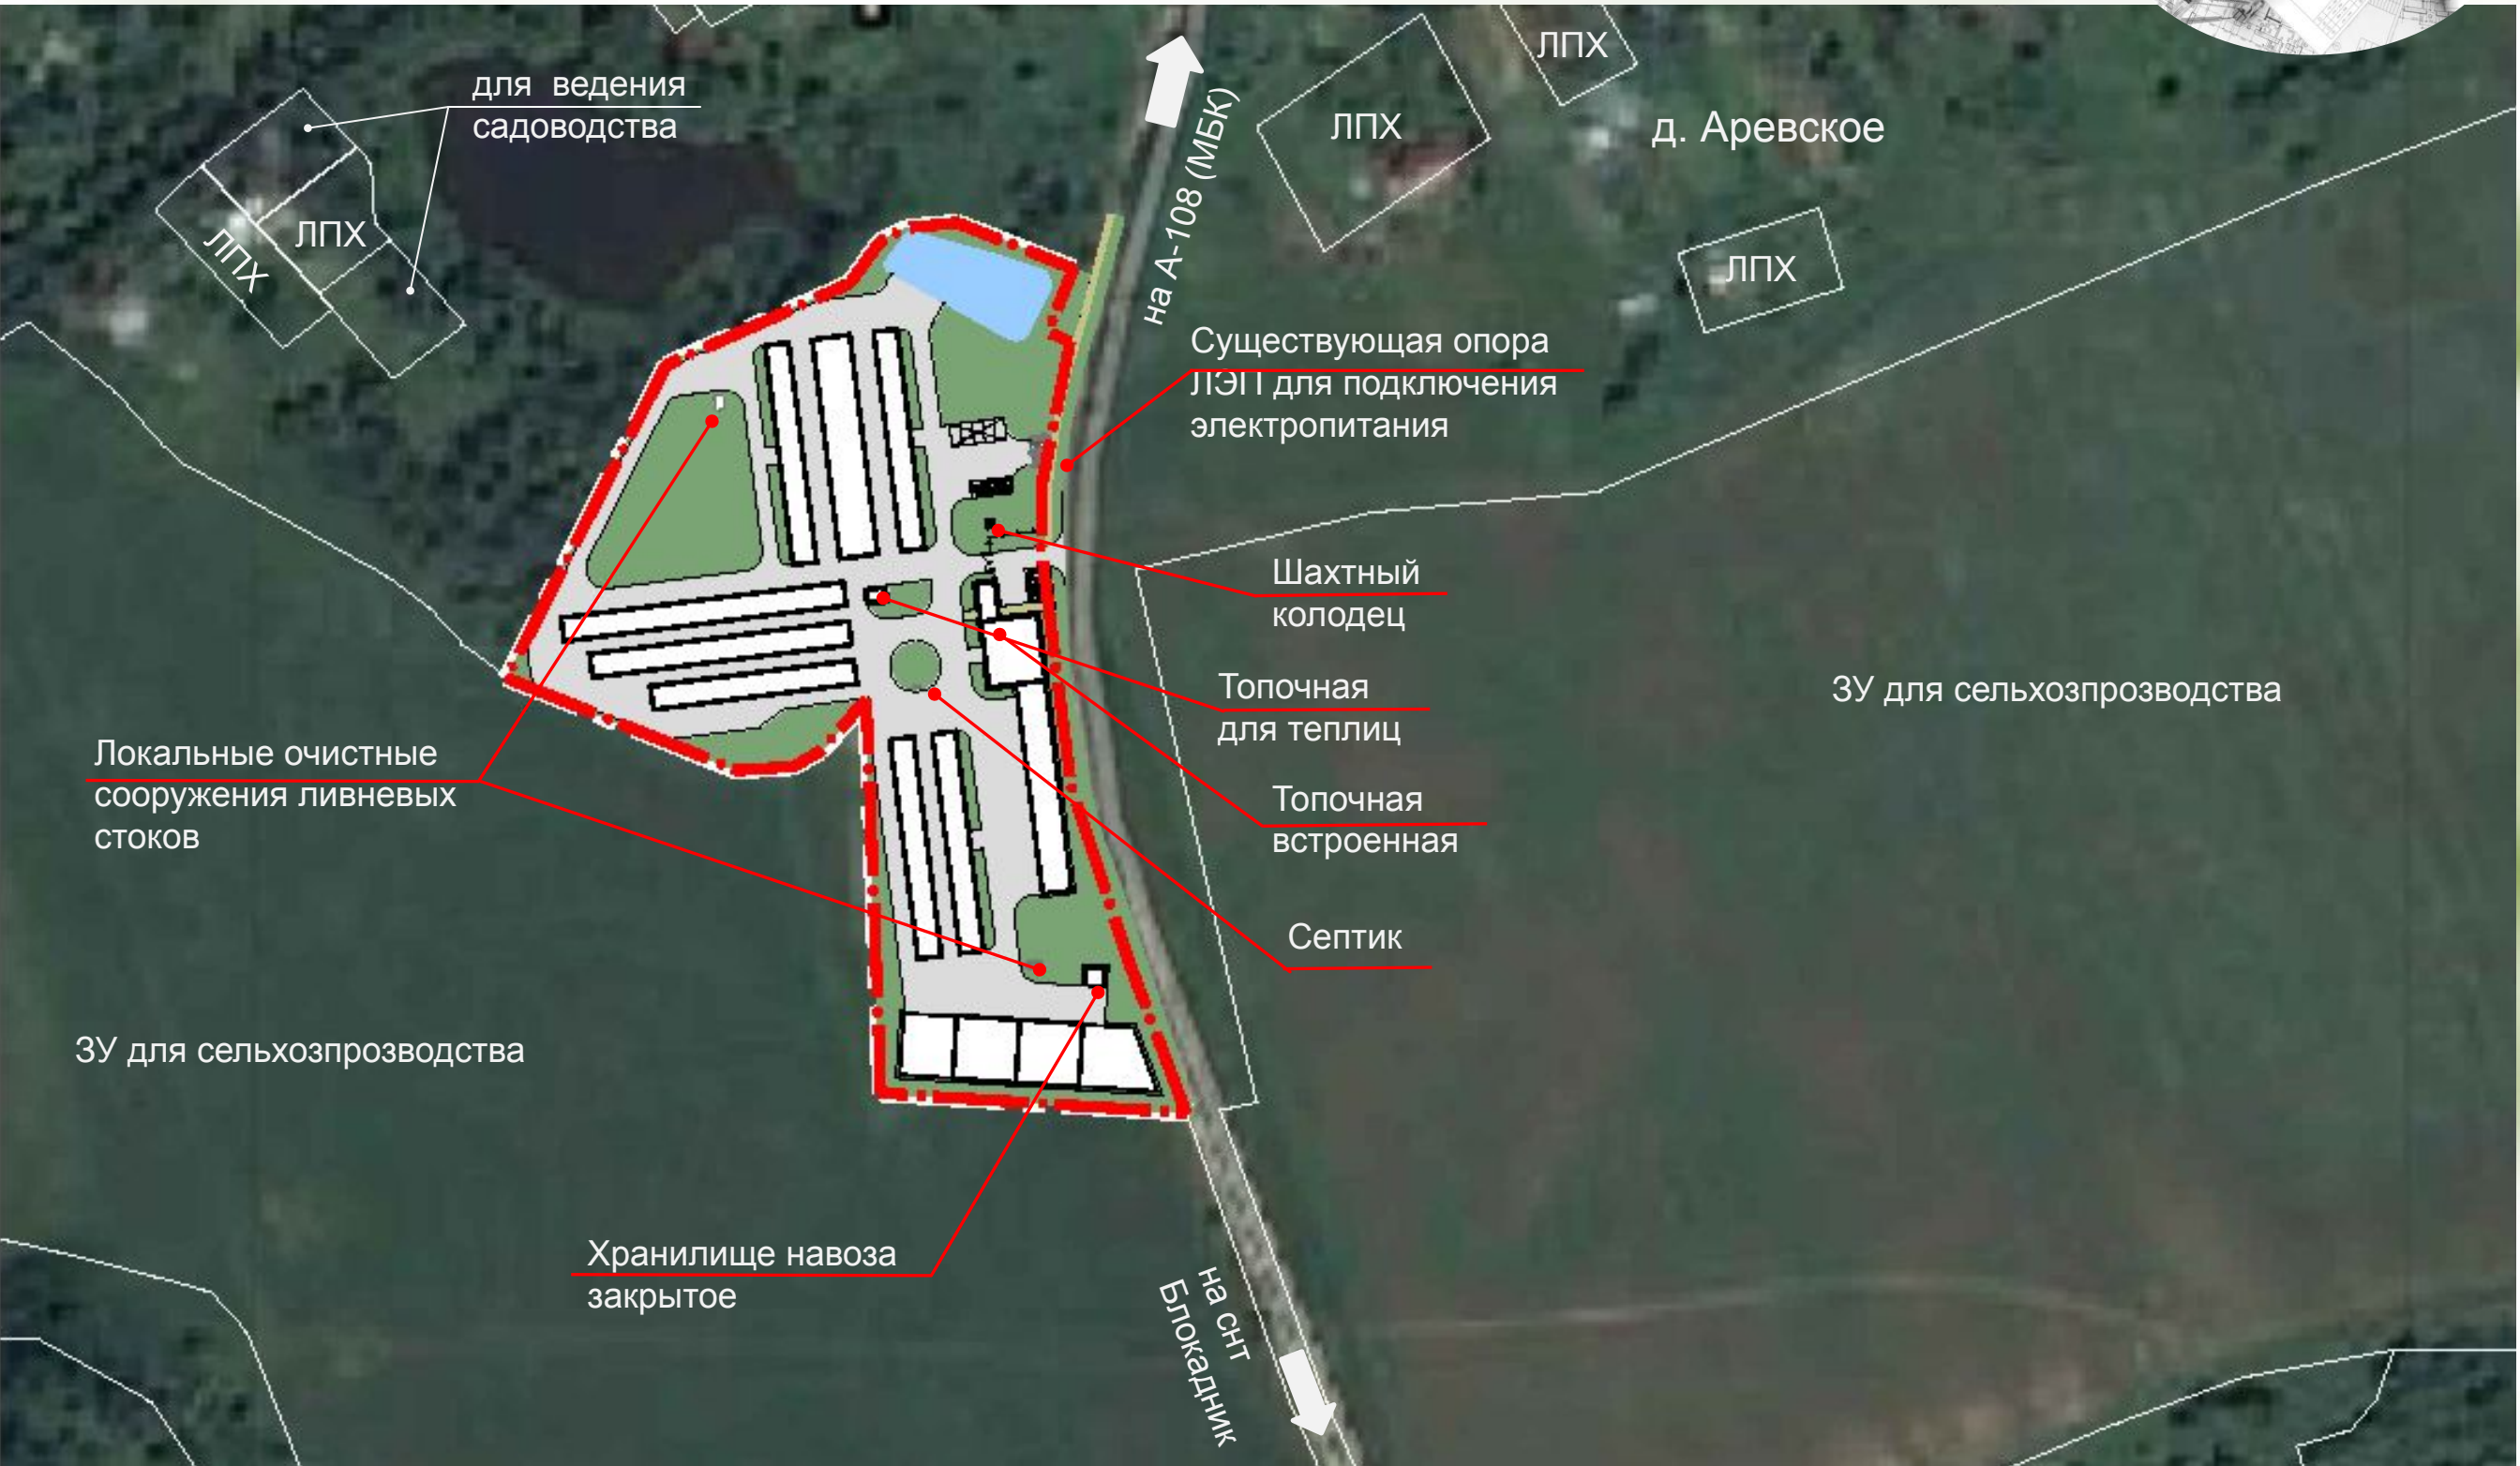 ЛПХ
для ведения
садоводства
ЛПХ
д. Аревское
на А-108 (МБК)
ЛПХ
ЛПХ
ЛПХ
Существующая опора
ЛЭП для подключения
электропитания
Шахтный
колодец
Топочная
для теплиц
ЗУ для сельхозпрозводства
Локальные очистные
сооружения ливневых
стоков
Топочная
встроенная
Септик
ЗУ для сельхозпрозводства
Хранилище навоза
закрытое
на снт
Блокадник